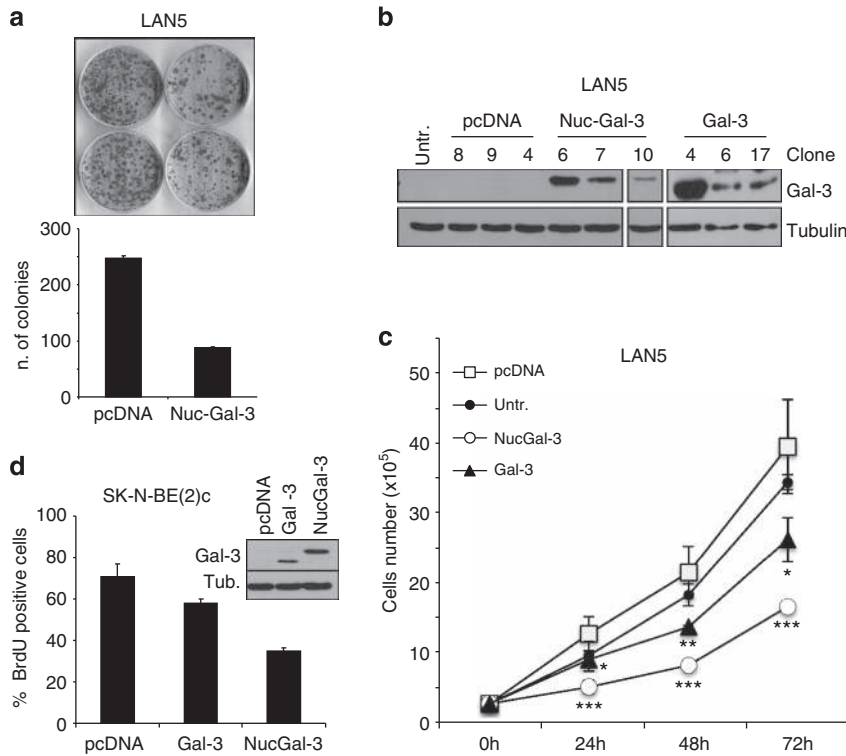 a
LAN5
300
200
100
0
n. of colonies
pcDNA Nuc-Gal-3
b
LAN5
Untr. pcDNA Nuc-Gal-3 Gal-3
8 9 4 6 7 10 4 6 17 Clone
Gal-3
Tubulin
c
LAN5
50
40
30
20
10
0
Cells number (x10⁵)
pcDNA
Untr.
NucGal-3
Gal-3
*
**
*
***
***
***
0h 24h 48h 72h
d
SK-N-BE(2)c
100
80
60
40
20
0
% BrdU positive cells
pcDNA Gal-3 NucGal-3
pcDNA
Gal -3
NucGal-3
Gal-3
Tub.